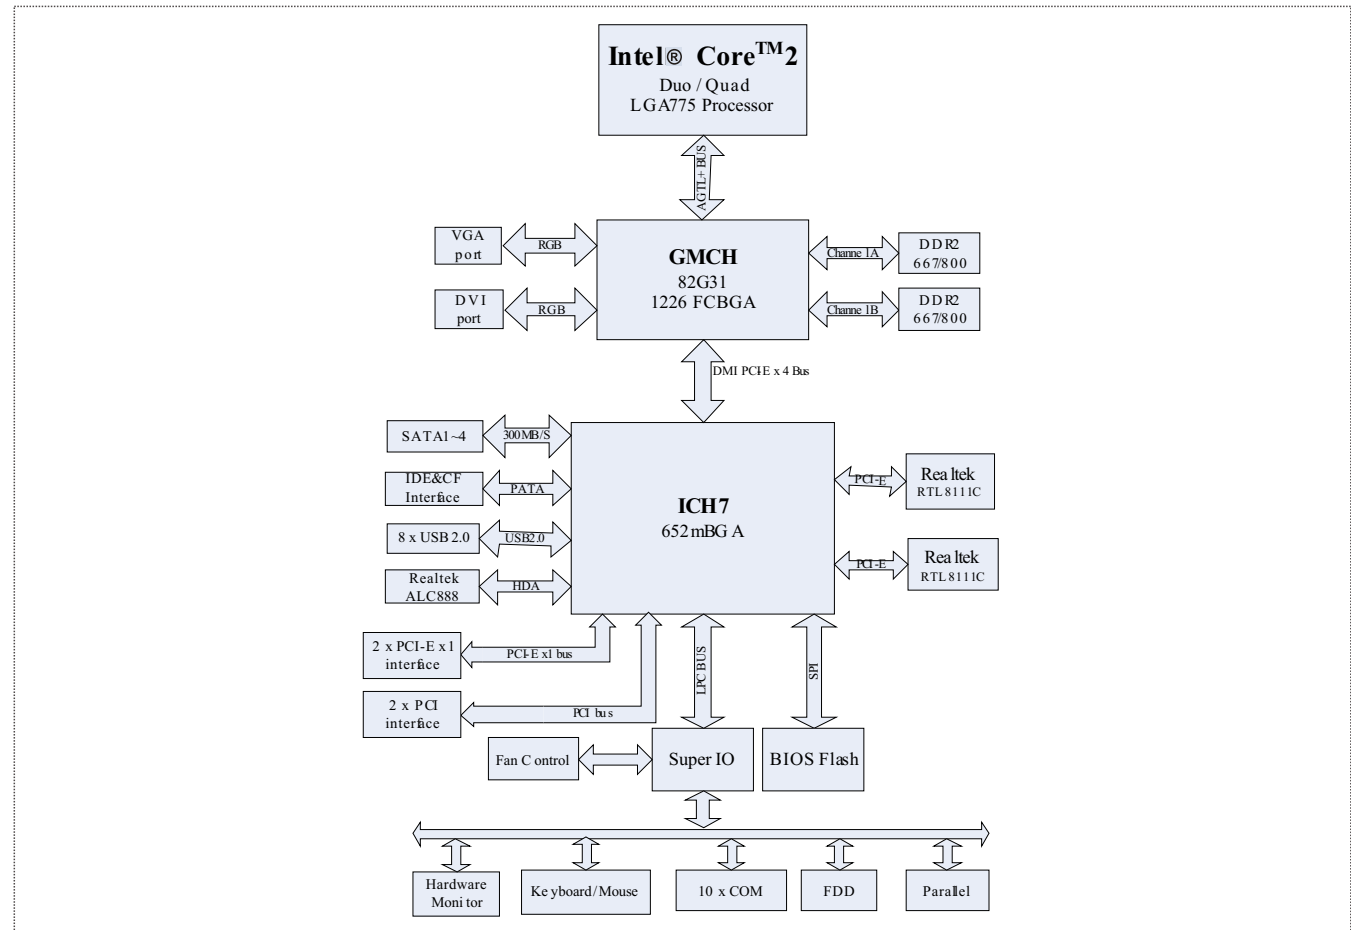 Intel® Core™2
Duo / Quad
LGA775 Processor
AGTL+ BUS
VGA
port
RGB
GMCH
82G31
1226 FCBGA
Channe 1A
DDR2
667/800
DVI
port
RGB
Channe 1B
DDR2
667/800
DMI PCI-E x 4 Bus
SATA1~4
300MB/S
IDE&CF
Interface
PATA
ICH7
652mBGA
PCI-E
Realtek
RTL8111C
8 x USB 2.0
USB2.0
PCI-E
Realtek
RTL8111C
Realtek
ALC888
HDA
2 x PCI-E x1
interface
PCI-E x1 bus
LPC BUS
SPI
2 x PCI
interface
PCI bus
Fan Control
Super IO
BIOS Flash
Hardware
Monitor
Keyboard/Mouse
10 x COM
FDD
Parallel